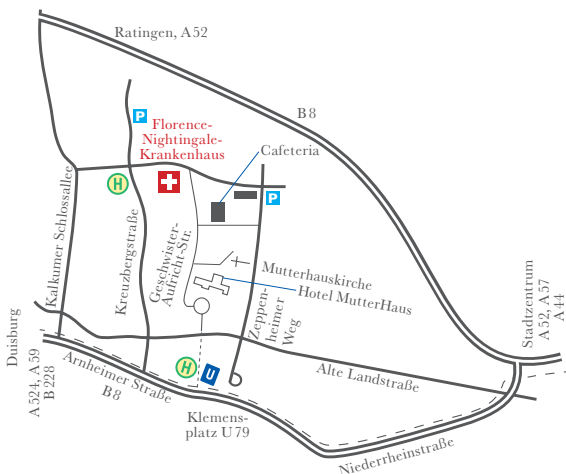 Ratingen, A52
B8
P
Florence-
Nightingale-
Krankenhaus
Cafeteria
H
P
Kalkumer Schlossallee
Kreuzbergstraße
Geschwister-
Aufricht-Str.
Mutterhauskirche
Hotel MutterHaus
Zeppen-
heimer
Weg
Stadtzentrum
A52, A57
A44
Duisburg
A524, A59
B228
Arnheimer Straße
B8
H
U
Klemens-
platz U79
Alte Landstraße
Niederrheinstraße